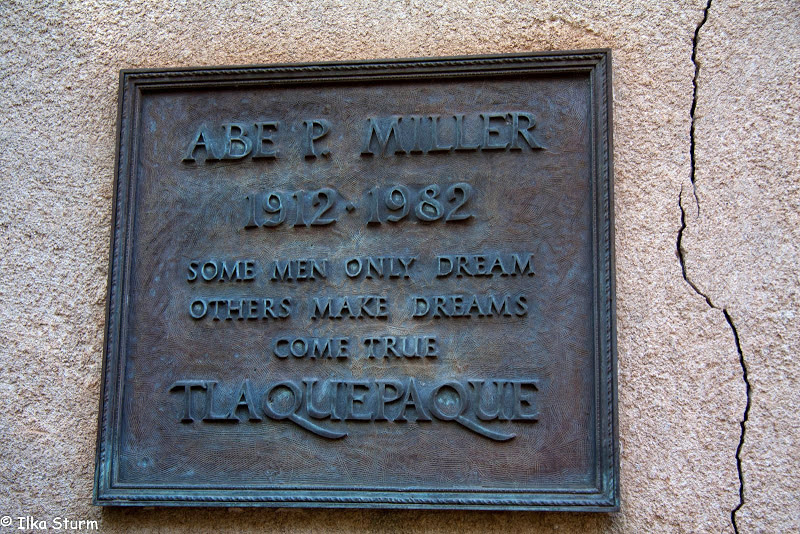 ABE P. MILLER
1912 · 1982
SOME MEN ONLY DREAM
OTHERS MAKE DREAMS
COME TRUE
TLAQUEPAQUE
© Ilka Sturm